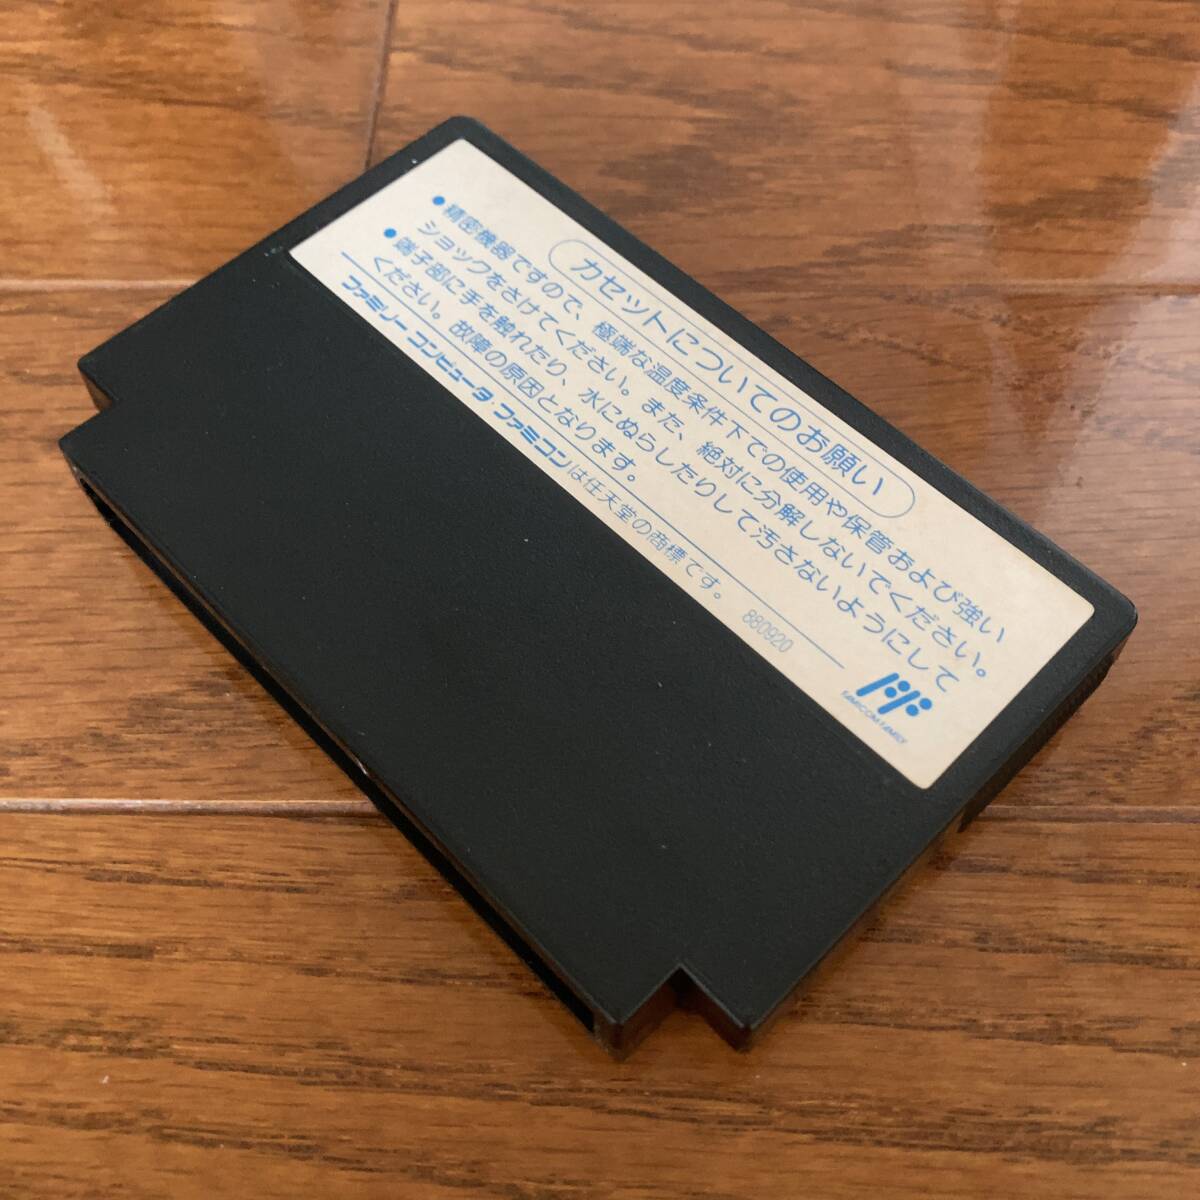 カセットについてのお願い
●精密機器ですので、極端な温度条件下での使用や保管および強い
ショックをさけてください。また、絶対に分解しないでください。
●端子部に手を触れたり、水にぬらしたりして汚さないようにして
ください。故障の原因となります。
ファミリーコンピュータ・ファミコンは任天堂の商標です。
880920
FAMICOM FAMILY